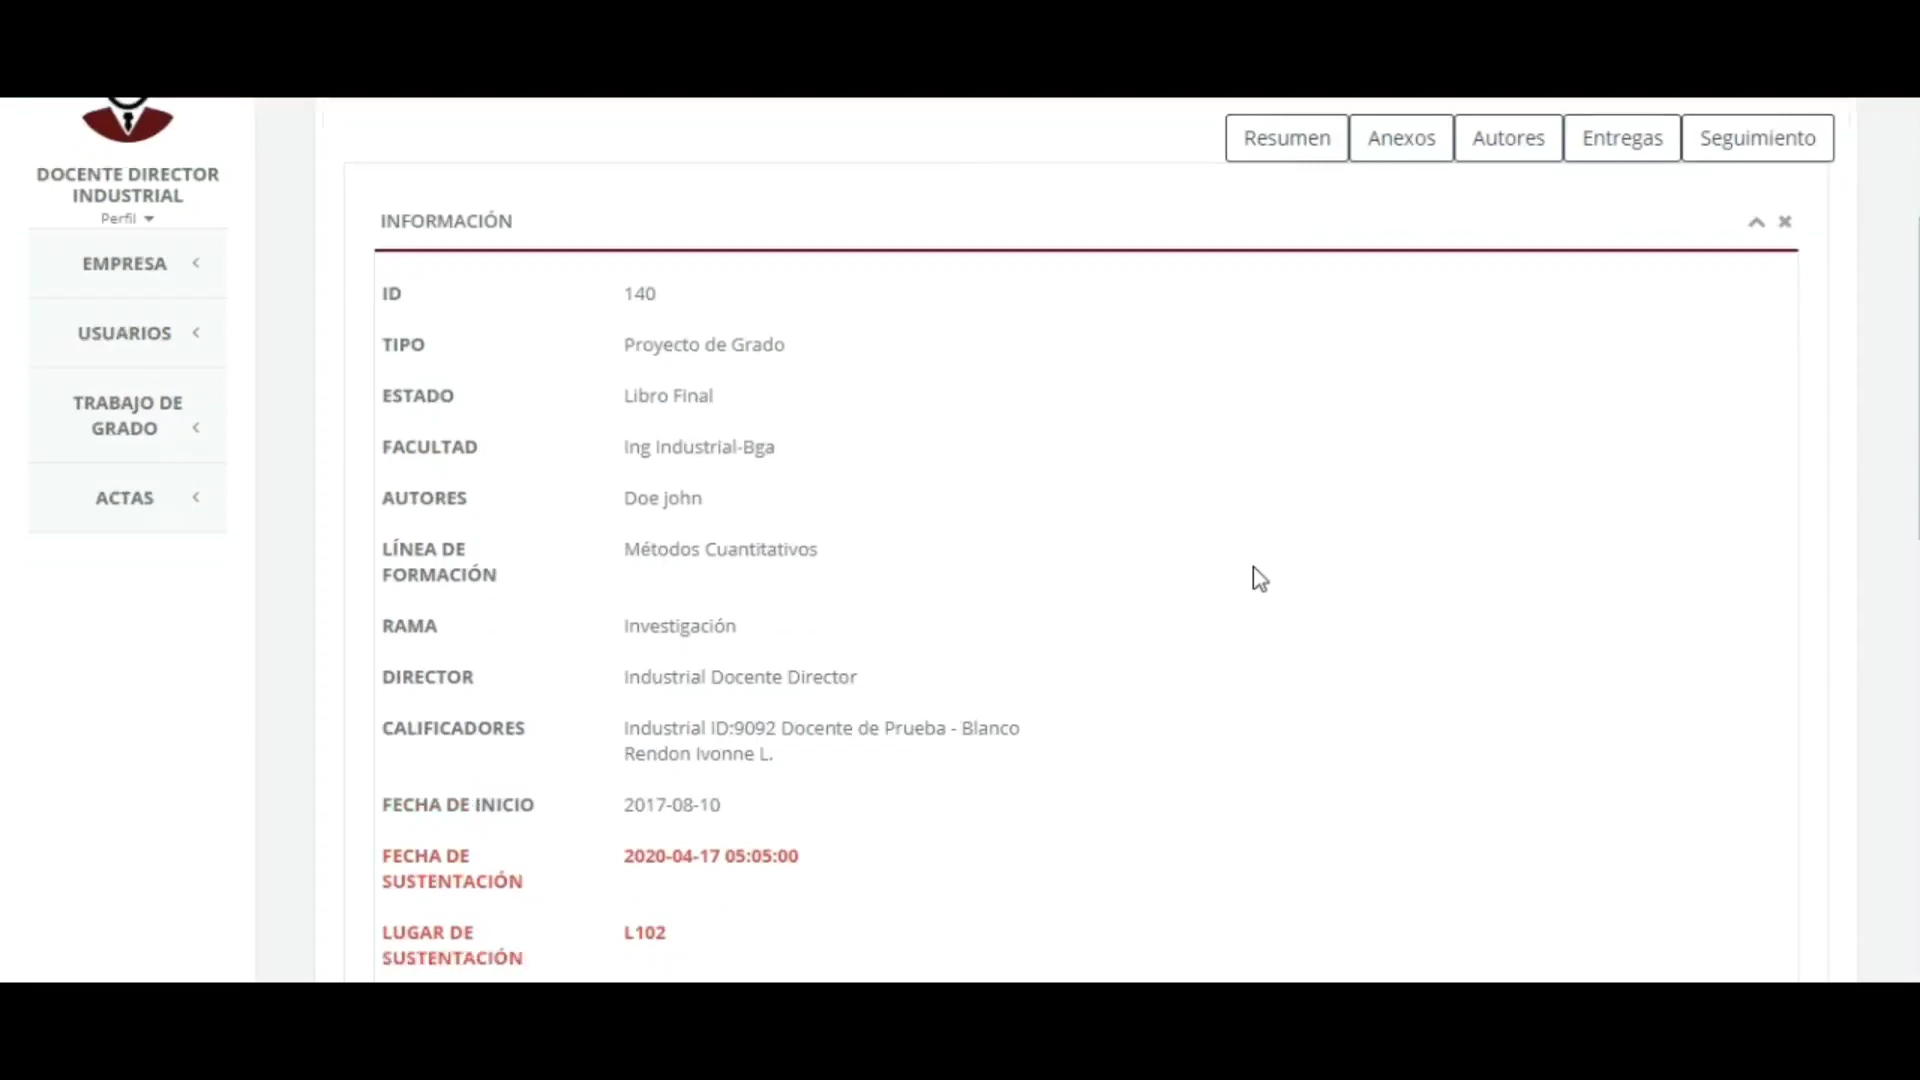 Resumen Anexos Autores Entregas Seguimiento
DOCENTE DIRECTOR
INDUSTRIAL
Perfil
EMPRESA
USUARIOS
TRABAJO DE
GRADO
ACTAS
INFORMACIÓN
ID 140
TIPO Proyecto de Grado
ESTADO Libro Final
FACULTAD Ing Industrial-Bga
AUTORES Doe john
LÍNEA DE Métodos Cuantitativos
FORMACIÓN
RAMA Investigación
DIRECTOR Industrial Docente Director
CALIFICADORES Industrial ID:9092 Docente de Prueba - Blanco
Rendon Ivonne L.
FECHA DE INICIO 2017-08-10
FECHA DE 2020-04-17 05:05:00
SUSTENTACIÓN
LUGAR DE L102
SUSTENTACIÓN